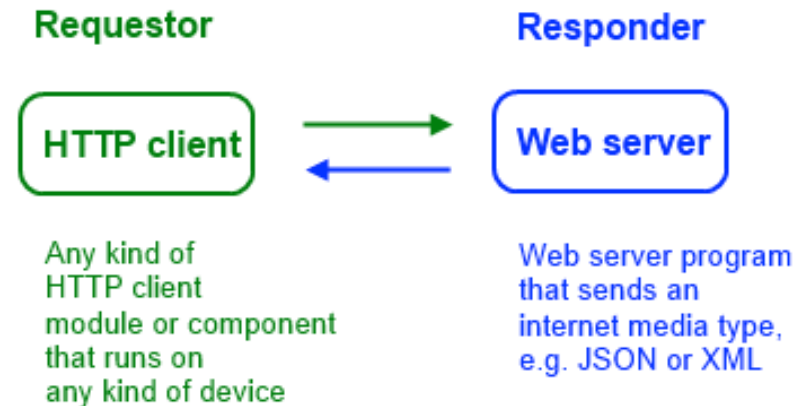 Requestor
Responder
HTTP client
Web server
Any kind of
HTTP client
module or component
that runs on
any kind of device
Web server program
that sends an
internet media type,
e.g. JSON or XML